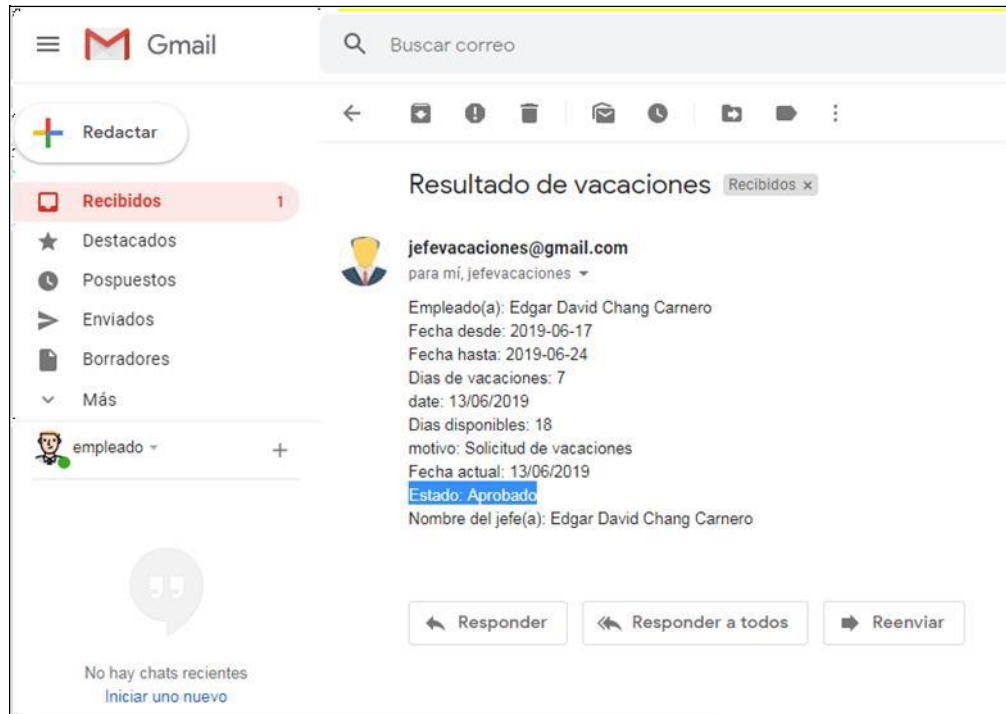 Gmail
Buscar correo
Redactar
Recibidos 1
Destacados
Pospuestos
Enviados
Borradores
Más
empleado
No hay chats recientes
Iniciar uno nuevo
Resultado de vacaciones Recibidos x
jefevacaciones@gmail.com
para mí, jefevacaciones
Empleado(a): Edgar David Chang Carnero
Fecha desde: 2019-06-17
Fecha hasta: 2019-06-24
Dias de vacaciones: 7
date: 13/06/2019
Dias disponibles: 18
motivo: Solicitud de vacaciones
Fecha actual: 13/06/2019
Estado: Aprobado
Nombre del jefe(a): Edgar David Chang Carnero
Responder Responder a todos Reenviar